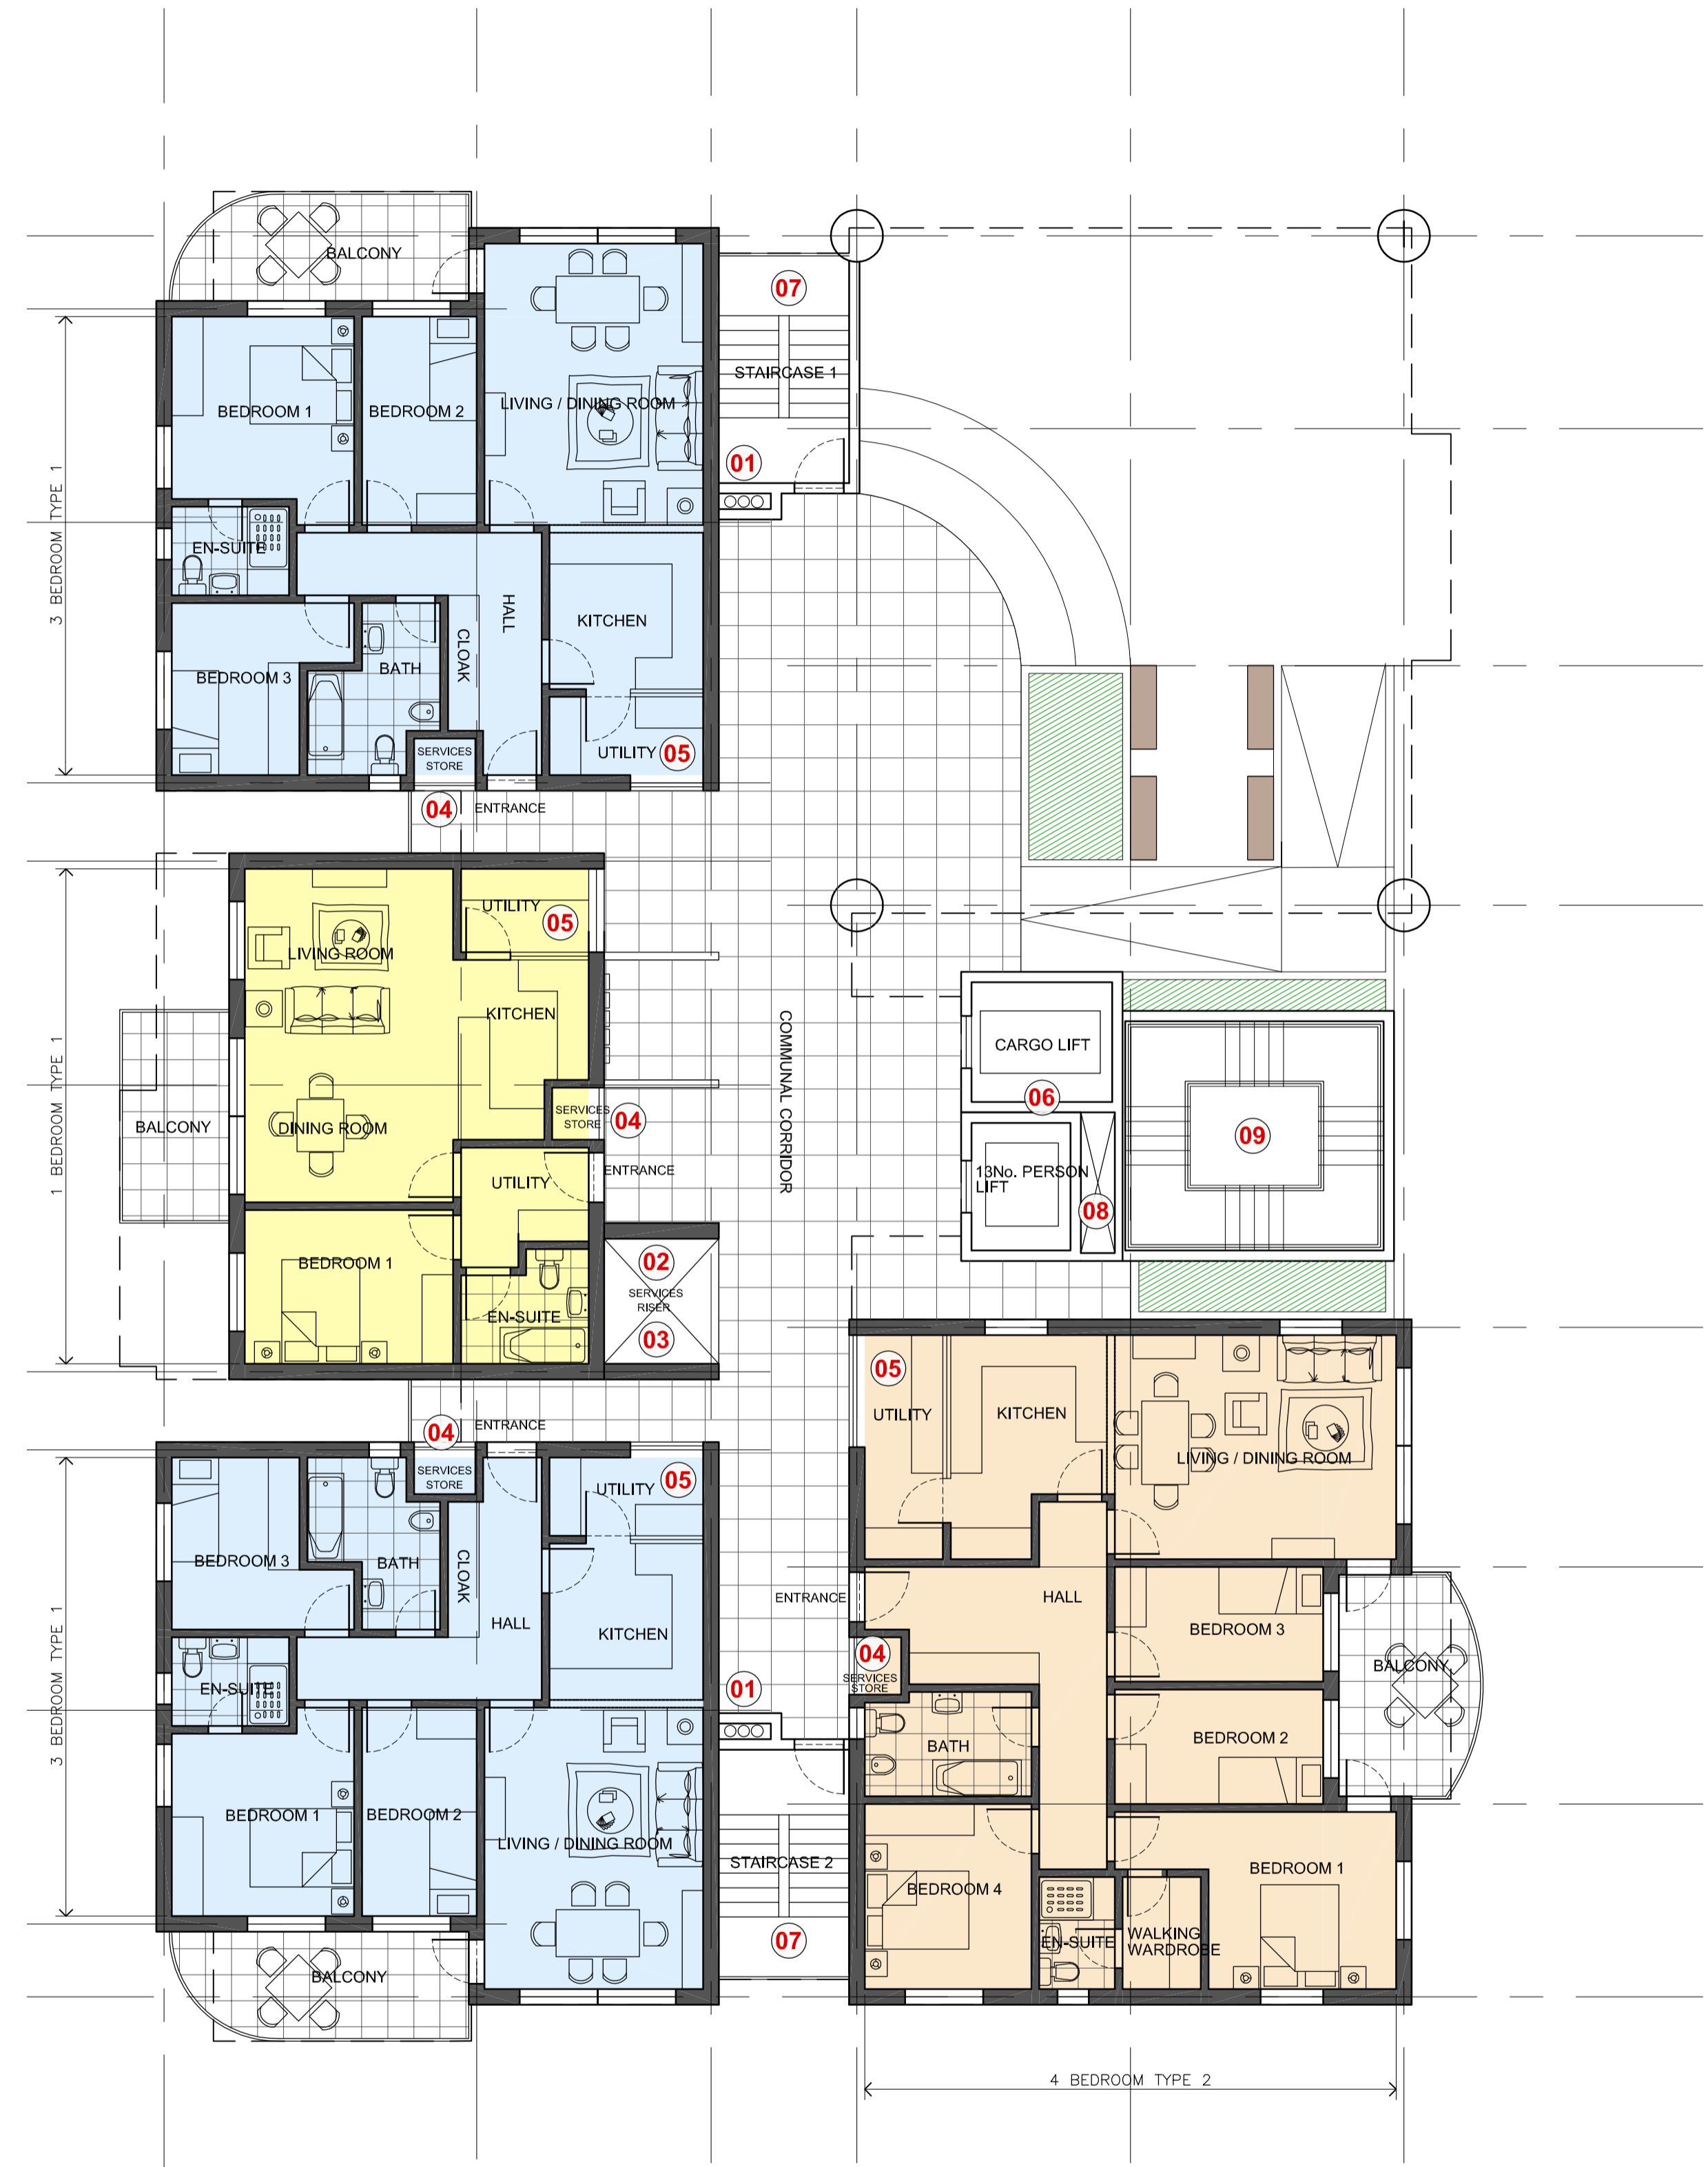 BALCONY
07
STAIRCASE 1
BEDROOM 1
BEDROOM 2
LIVING / DINING ROOM
01
3 BEDROOM TYPE 1
EN-SUITE
HALL
KITCHEN
CLOAK
BATH
BEDROOM 3
SERVICES
STORE
UTILITY
05
04
ENTRANCE
UTILITY
05
LIVING ROOM
KITCHEN
COMMUNAL CORRIDOR
CARGO LIFT
06
1 BEDROOM TYPE 1
BALCONY
DINING ROOM
SERVICES
STORE
04
09
ENTRANCE
13No. PERSON
LIFT
UTILITY
08
BEDROOM 1
02
SERVICES
RISER
03
EN-SUITE
05
UTILITY
KITCHEN
LIVING / DINING ROOM
04
ENTRANCE
SERVICES
STORE
UTILITY
05
BEDROOM 3
BATH
CLOAK
HALL
KITCHEN
ENTRANCE
HALL
BEDROOM 3
3 BEDROOM TYPE 1
EN-SUITE
01
04
SERVICES
STORE
BALCONY
BATH
BEDROOM 2
BEDROOM 1
BEDROOM 2
LIVING / DINING ROOM
STAIRCASE 2
BEDROOM 4
BEDROOM 1
07
EN-SUITE
WALKING
WARDROBE
BALCONY
4 BEDROOM TYPE 2